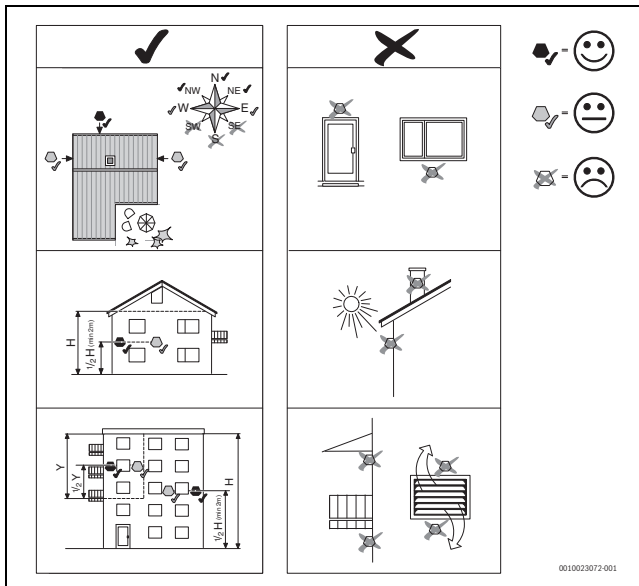 N
NW NE
W E
SW SE
S
H
1/2 H (min 2m)
Y
1/2 Y
1/2 H (min 2m)
H
=
=
=
0010023072-001